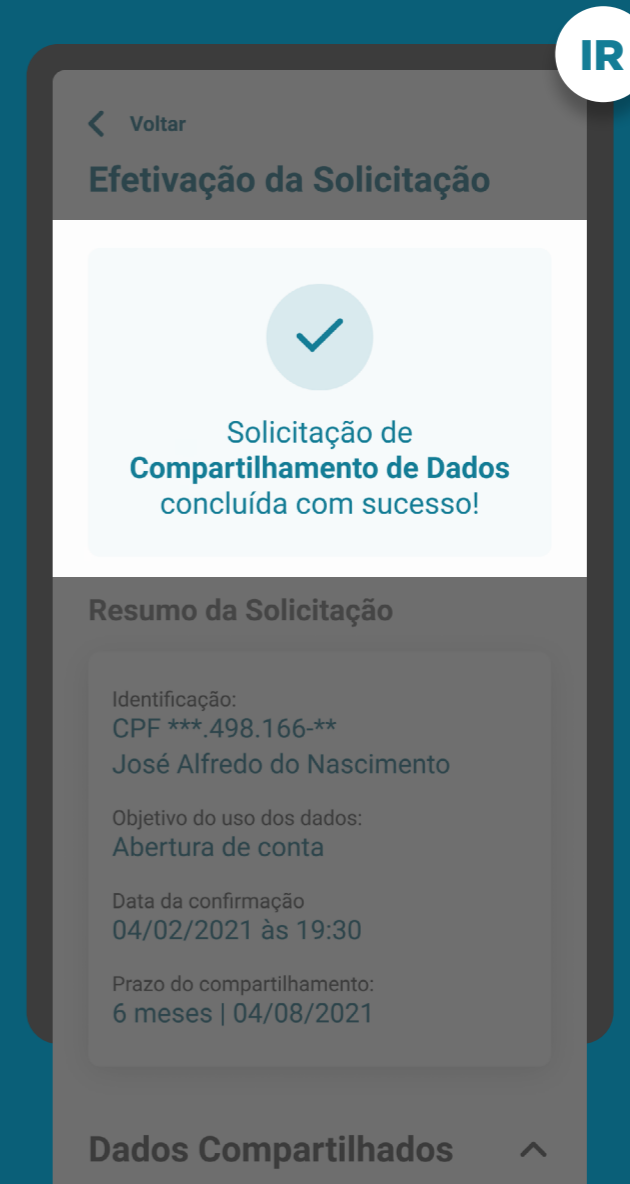 IR
Voltar
Efetivação da Solicitação
Solicitação de
Compartilhamento de Dados
concluída com sucesso!
Resumo da Solicitação
Identificação:
CPF ***.498.166-**
José Alfredo do Nascimento
Objetivo do uso dos dados:
Abertura de conta
Data da confirmação
04/02/2021 às 19:30
Prazo do compartilhamento:
6 meses | 04/08/2021
Dados Compartilhados